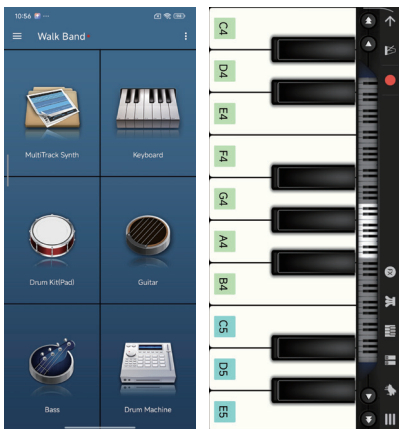 10:56
Walk Band
MultiTrack Synth
Keyboard
Drum Kit(Pad)
Guitar
Bass
Drum Machine
C4
D4
E4
F4
G4
A4
B4
C5
D5
E5
FX